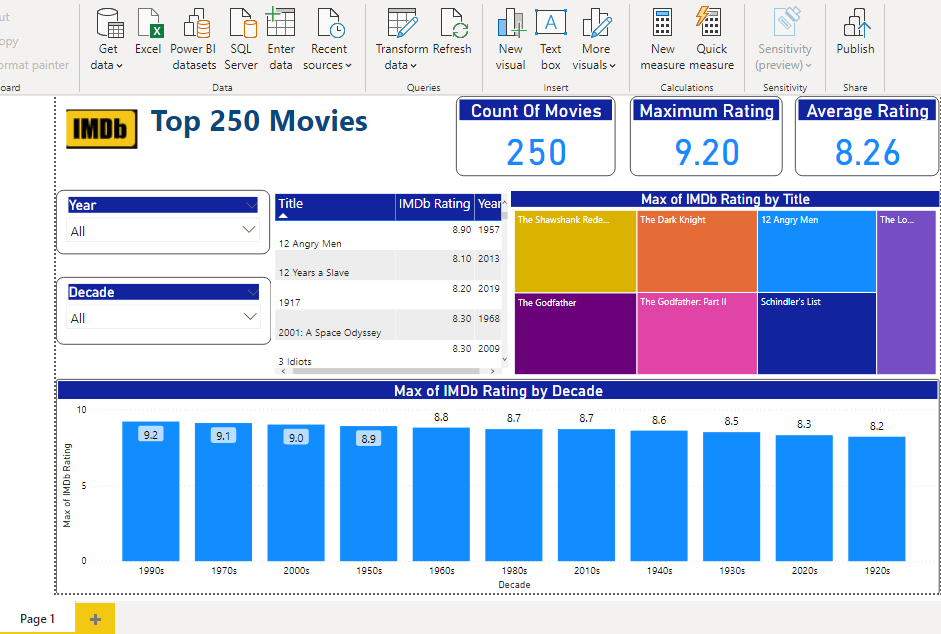 ut
opy
ormat painter
oard
Get data
Excel
Power BI datasets
SQL Server
Enter data
Recent sources
Data
Transform data
Refresh
Queries
New visual
Text box
More visuals
Insert
New measure
Quick measure
Calculations
Sensitivity (preview)
Sensitivity
Publish
Share
IMDb
Top 250 Movies
Count Of Movies
250
Maximum Rating
9.20
Average Rating
8.26
Year
All
Decade
All
Title IMDb Rating Year
12 Angry Men 8.90 1957
12 Years a Slave 8.10 2013
1917 8.20 2019
2001: A Space Odyssey 8.30 1968
3 Idiots 8.30 2009
Max of IMDb Rating by Title
The Shawshank Rede...
The Dark Knight
12 Angry Men
The Lo...
The Godfather
The Godfather: Part II
Schindler's List
Max of IMDb Rating by Decade
Max of IMDb Rating
10
5
0
9.2
9.1
9.0
8.9
8.8
8.7
8.7
8.6
8.5
8.3
8.2
1990s
1970s
2000s
1950s
1960s
1980s
2010s
1940s
1930s
2020s
1920s
Decade
Page 1
+